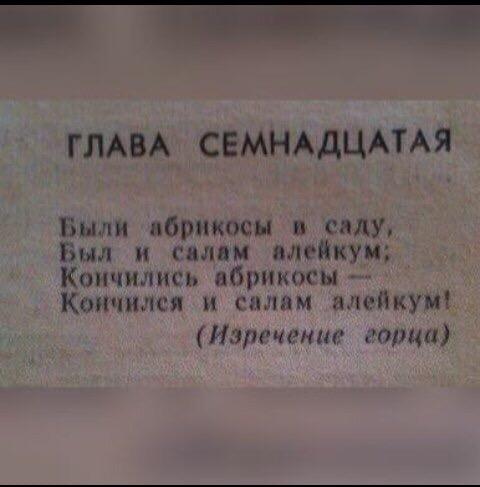 ГЛАВА СЕМНАДЦАТАЯ
Были абрикосы в саду,
Был и салам алейкум;
Кончились абрикосы —
Кончился и салам алейкум!
(Изречение горца)